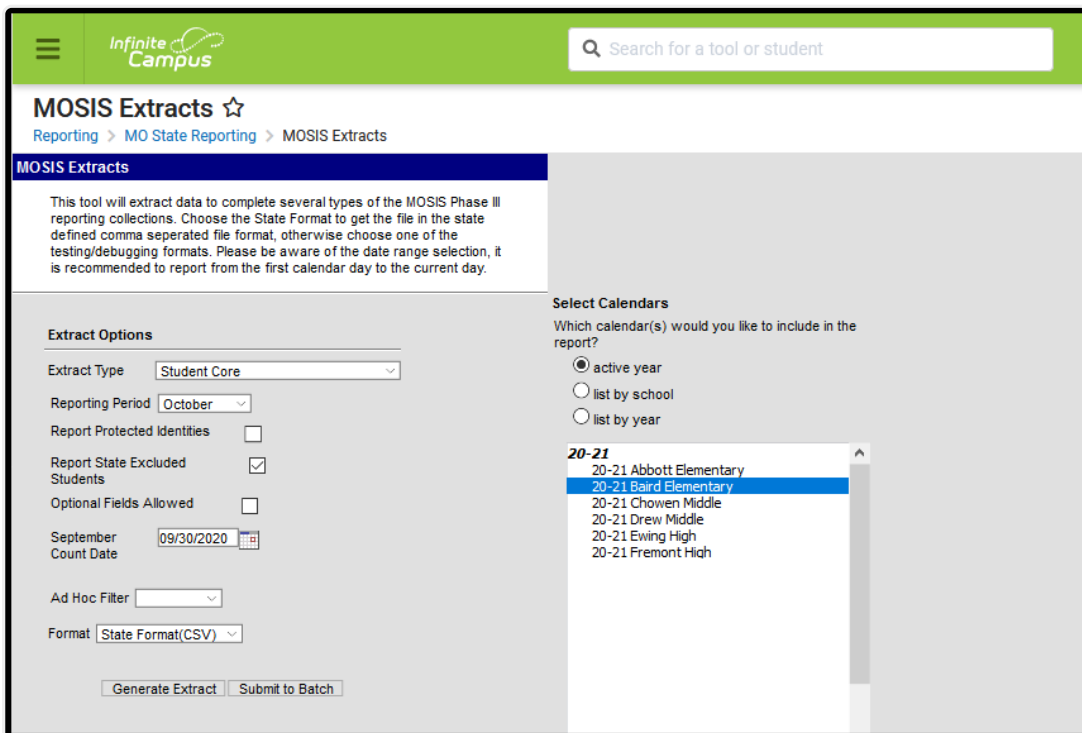 Infinite
Campus
Search for a tool or student
MOSIS Extracts
Reporting > MO State Reporting > MOSIS Extracts
MOSIS Extracts
This tool will extract data to complete several types of the MOSIS Phase III
reporting collections. Choose the State Format to get the file in the state
defined comma seperated file format, otherwise choose one of the
testing/debugging formats. Please be aware of the date range selection, it
is recommended to report from the first calendar day to the current day.
Extract Options
Extract Type Student Core
Reporting Period October
Report Protected Identities
Report State Excluded
Students
Optional Fields Allowed
September
Count Date 09/30/2020
Ad Hoc Filter
Format State Format(CSV)
Generate Extract Submit to Batch
Select Calendars
Which calendar(s) would you like to include in the
report?
active year
list by school
list by year
20-21
20-21 Abbott Elementary
20-21 Baird Elementary
20-21 Chowen Middle
20-21 Drew Middle
20-21 Ewing High
20-21 Fremont High